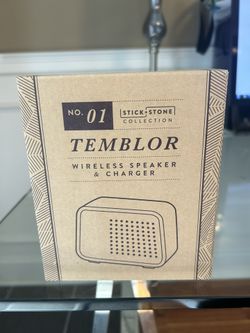 NO. 01
STICK+STONE
COLLECTION
TEMBLOR
WIRELESS SPEAKER
& CHARGER